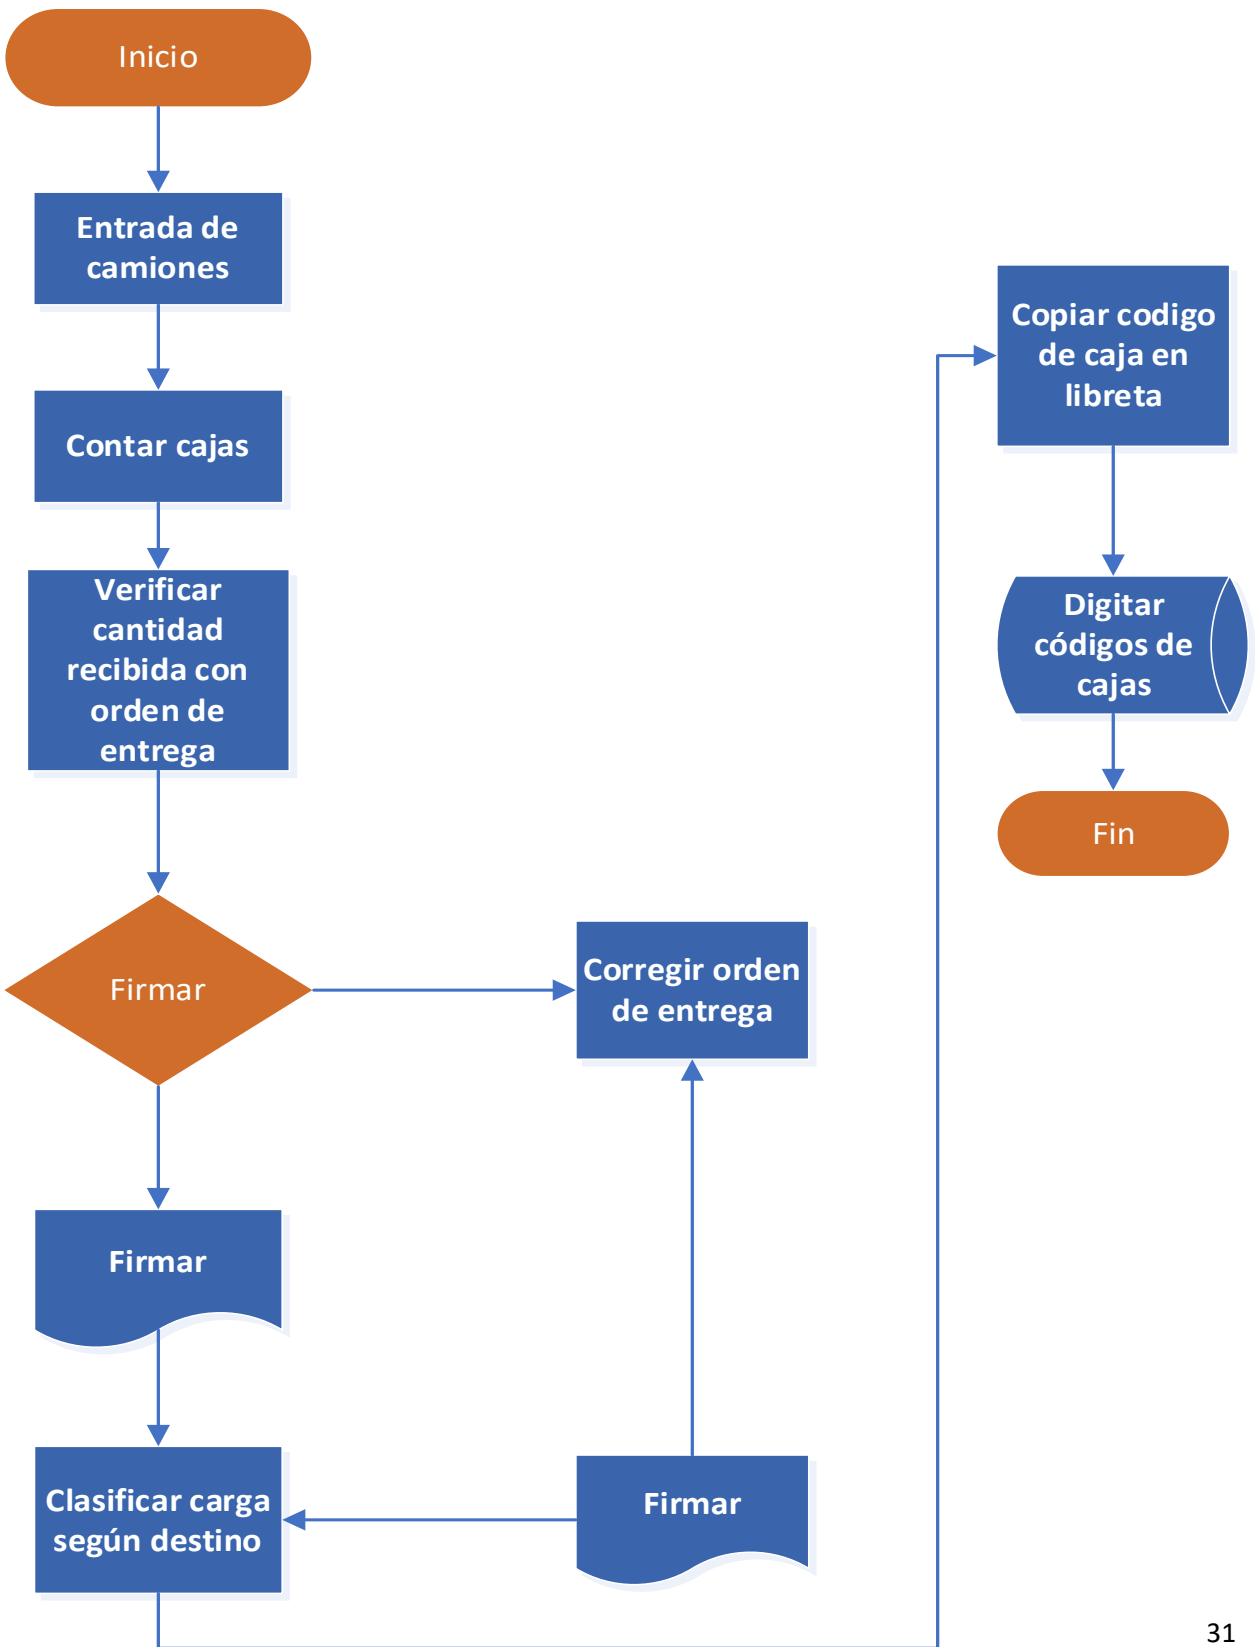 Inicio
Entrada de
camiones
Contar cajas
Verificar
cantidad
recibida con
orden de
entrega
Firmar
Corregir orden
de entrega
Firmar
Clasificar carga
según destino
Firmar
Copiar codigo
de caja en
libreta
Digitar
códigos de
cajas
Fin
31